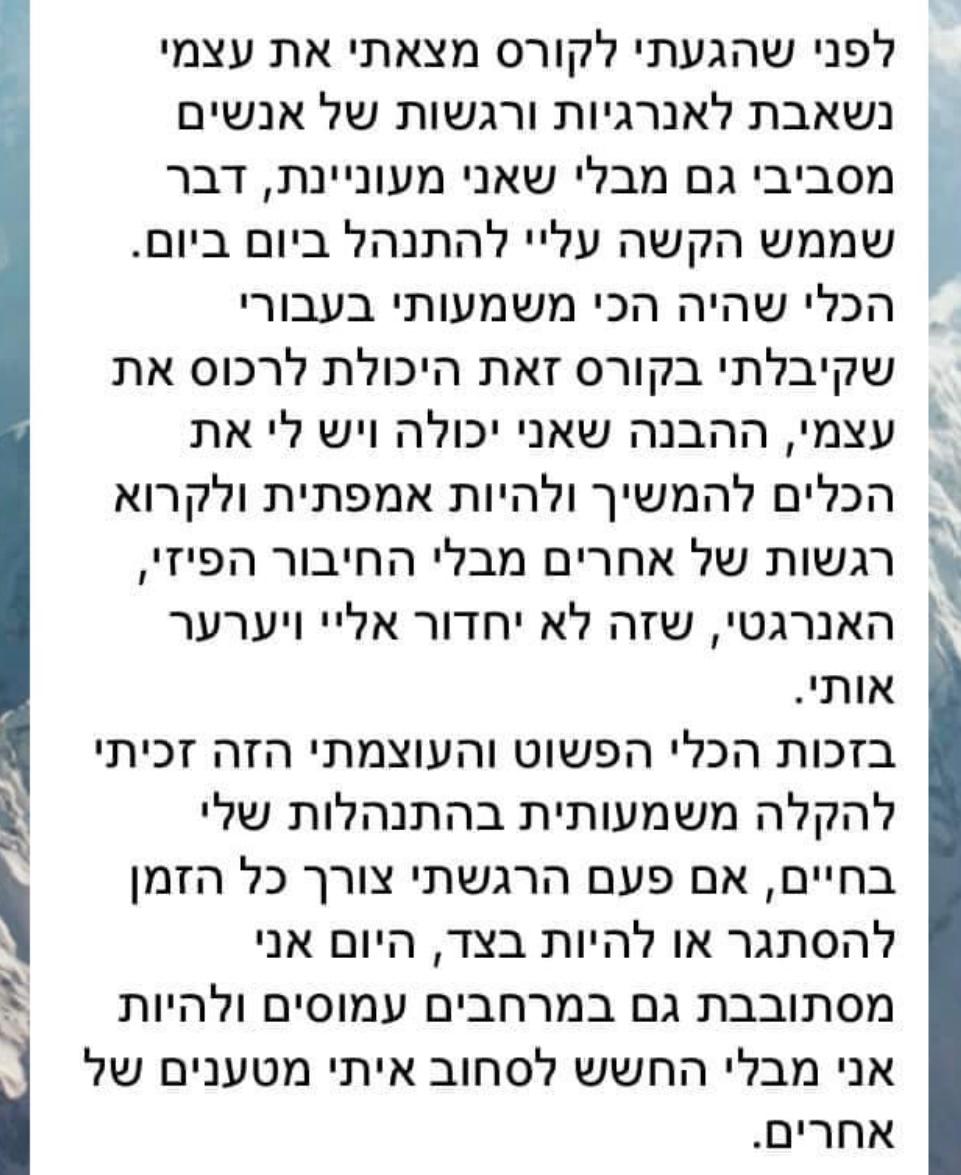 לפני שהגעתי לקורס מצאתי את עצמי
נשאבת לאנרגיות ורגשות של אנשים
מסביבי גם מבלי שאני מעוניינת, דבר
שממש הקשה עליי להתנהל ביום ביום.
הכלי שהיה הכי משמעותי בעבורי
שקיבלתי בקורס זאת היכולת לרכוס את
עצמי, ההבנה שאני יכולה ויש לי את
הכלים להמשיך ולהיות אמפתית ולקרוא
רגשות של אחרים מבלי החיבור הפיזי,
האנרגטי, שזה לא יחדור אליי ויערער
אותי.
בזכות הכלי הפשוט והעוצמתי הזה זכיתי
להקלה משמעותית בהתנהלות שלי
בחיים, אם פעם הרגשתי צורך כל הזמן
להסתגר או להיות בצד, היום אני
מסתובבת גם במרחבים עמוסים ולהיות
אני מבלי החשש לסחוב איתי מטענים של
אחרים.